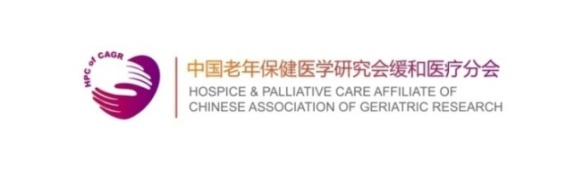 HPC of CAGR
中国老年保健医学研究会缓和医疗分会
HOSPICE & PALLIATIVE CARE AFFILIATE OF
CHINESE ASSOCIATION OF GERIATRIC RESEARCH